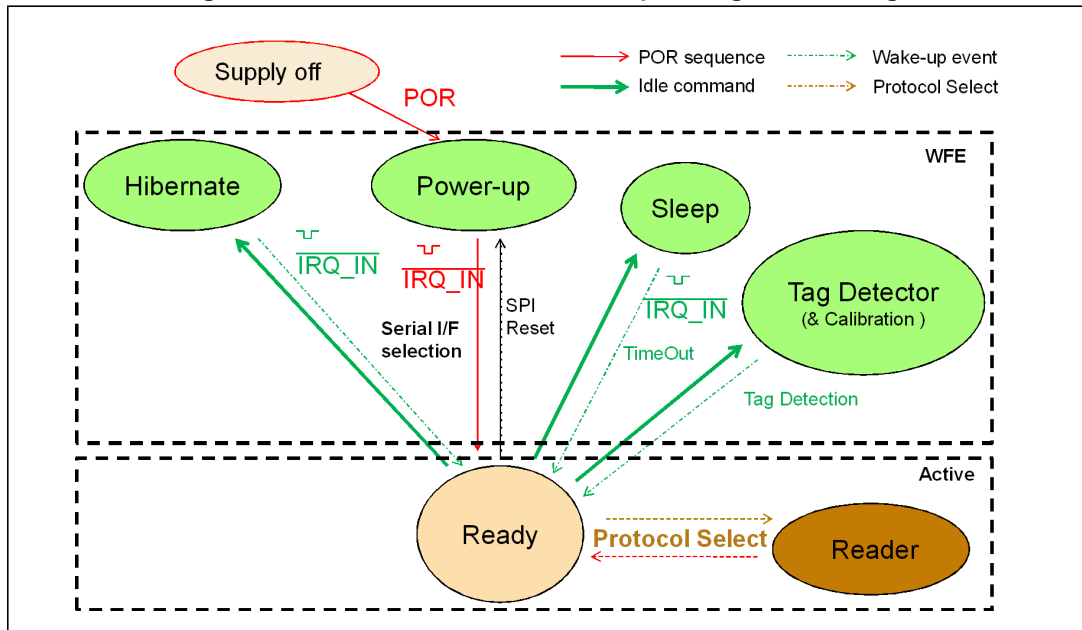 Supply off
POR
POR sequence
Wake-up event
Idle command
Protocol Select
WFE
Hibernate
Power-up
Sleep
IRQ_IN
IRQ_IN
IRQ_IN
Tag Detector
(& Calibration )
Serial I/F
selection
SPI
Reset
TimeOut
Tag Detection
Active
Ready
Protocol Select
Reader